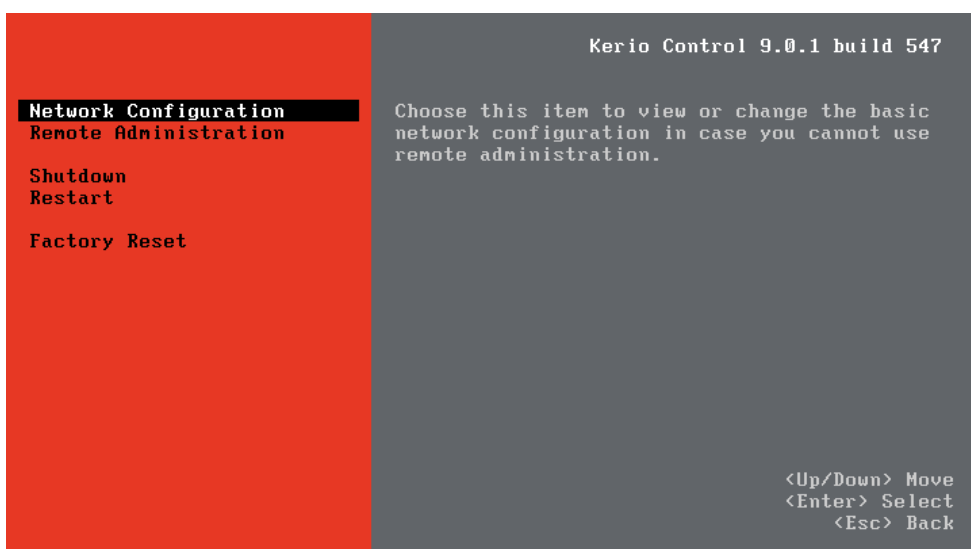 Kerio Control 9.0.1 build 547
Network Configuration
Remote Administration
Shutdown
Restart
Factory Reset
Choose this item to view or change the basic
network configuration in case you cannot use
remote administration.
<Up/Down> Move
<Enter> Select
<Esc> Back